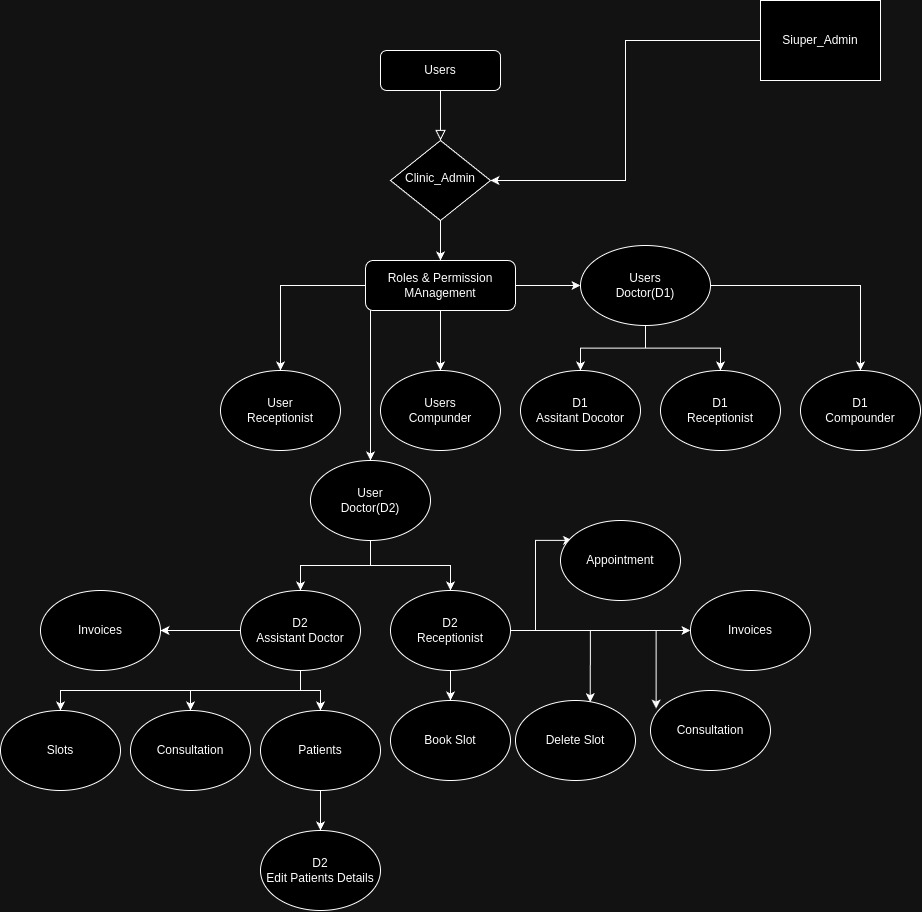 Siuper_Admin
Users
Clinic_Admin
Roles & Permission
MAnagement
Users
Doctor(D1)
User
Receptionist
Users
Compunder
D1
Assitant Docotor
D1
Receptionist
D1
Compounder
User
Doctor(D2)
Appointment
Invoices
D2
Assistant Doctor
D2
Receptionist
Invoices
Slots
Consultation
Patients
Book Slot
Delete Slot
Consultation
D2
Edit Patients Details